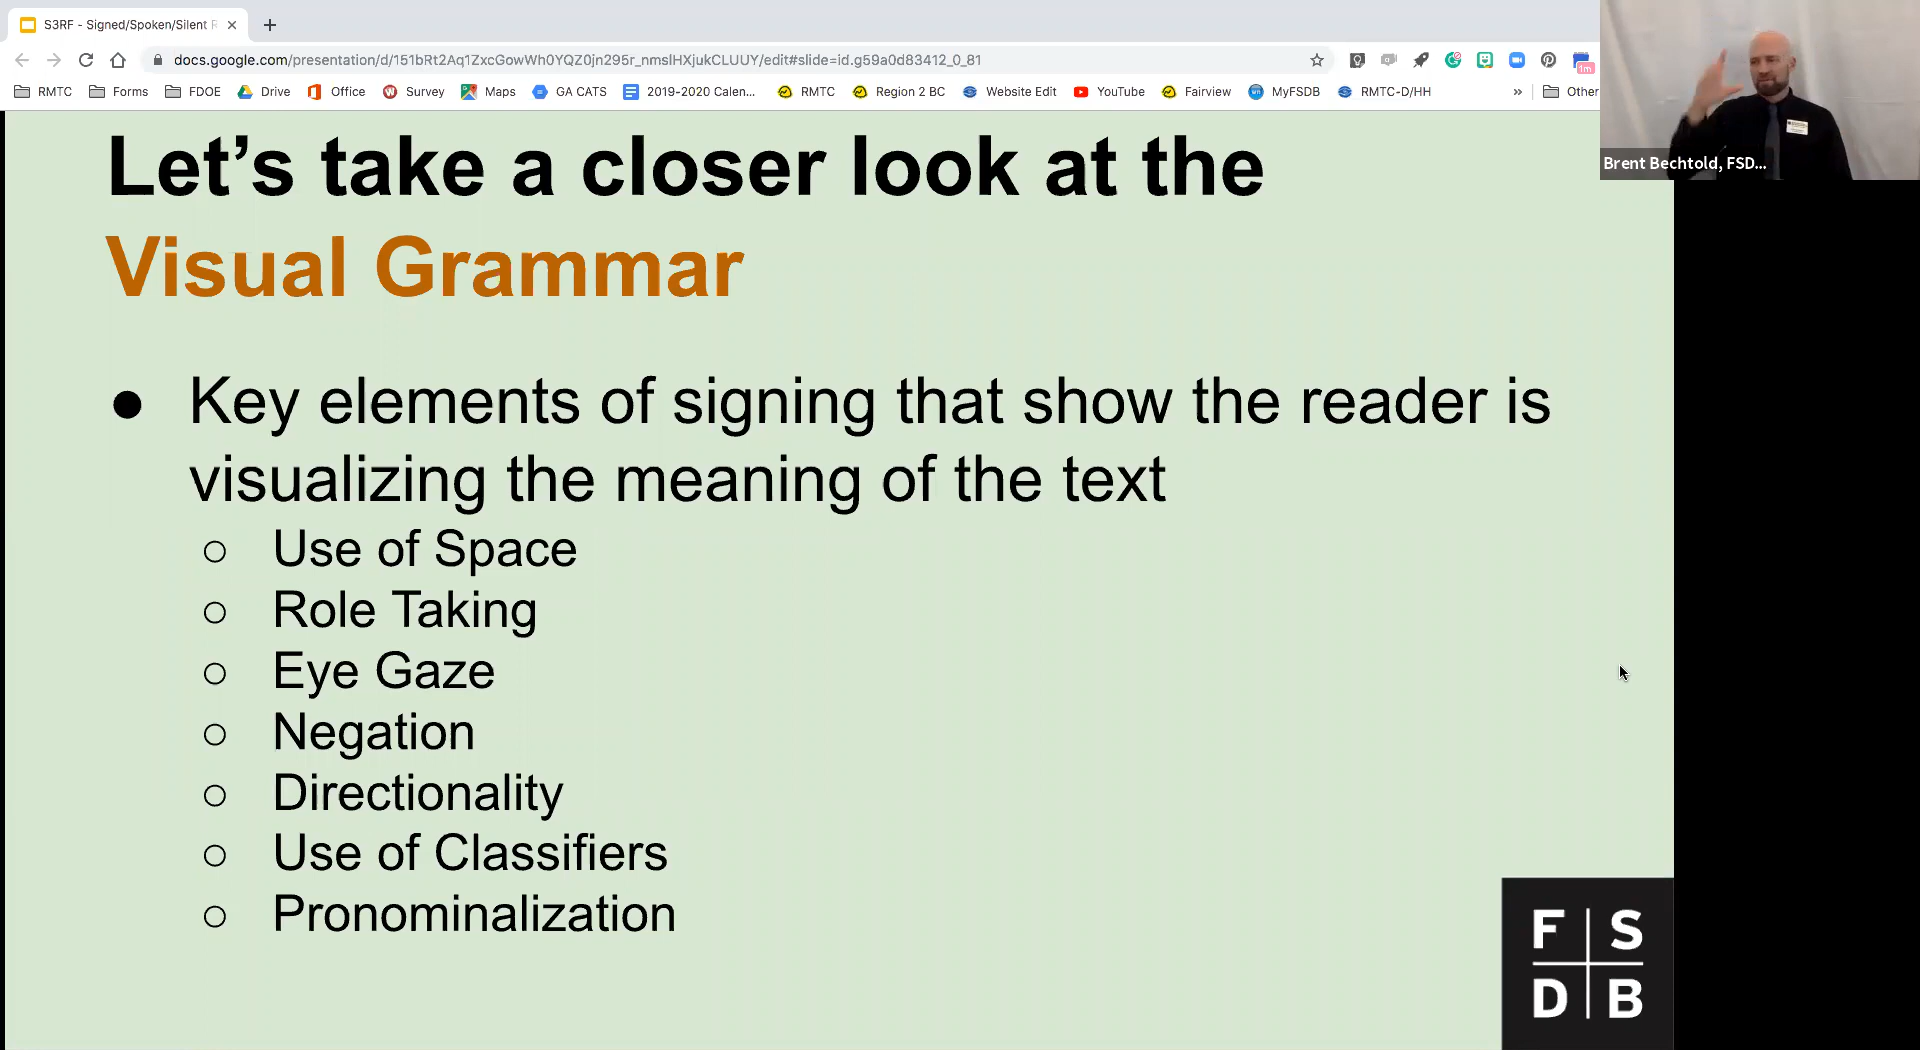 S3RF - Signed/Spoken/Silent R
docs.google.com/presentation/d/151bRt2Aq1ZxcGowWh0YQZ0jn295r_nmslHXjukCLUUY/edit#slide=id.g59a0d83412_0_81
1m
RMTC Forms FDOE Drive Office Survey Maps GA CATS 2019-2020 Calen... RMTC Region 2 BC Website Edit YouTube Fairview MyFSDB RMTC-D/HH » Other
Brent Bechtold, FSD...
Let’s take a closer look at the
Visual Grammar
● Key elements of signing that show the reader is
visualizing the meaning of the text
○ Use of Space
○ Role Taking
○ Eye Gaze
○ Negation
○ Directionality
○ Use of Classifiers
○ Pronominalization
F S
D B